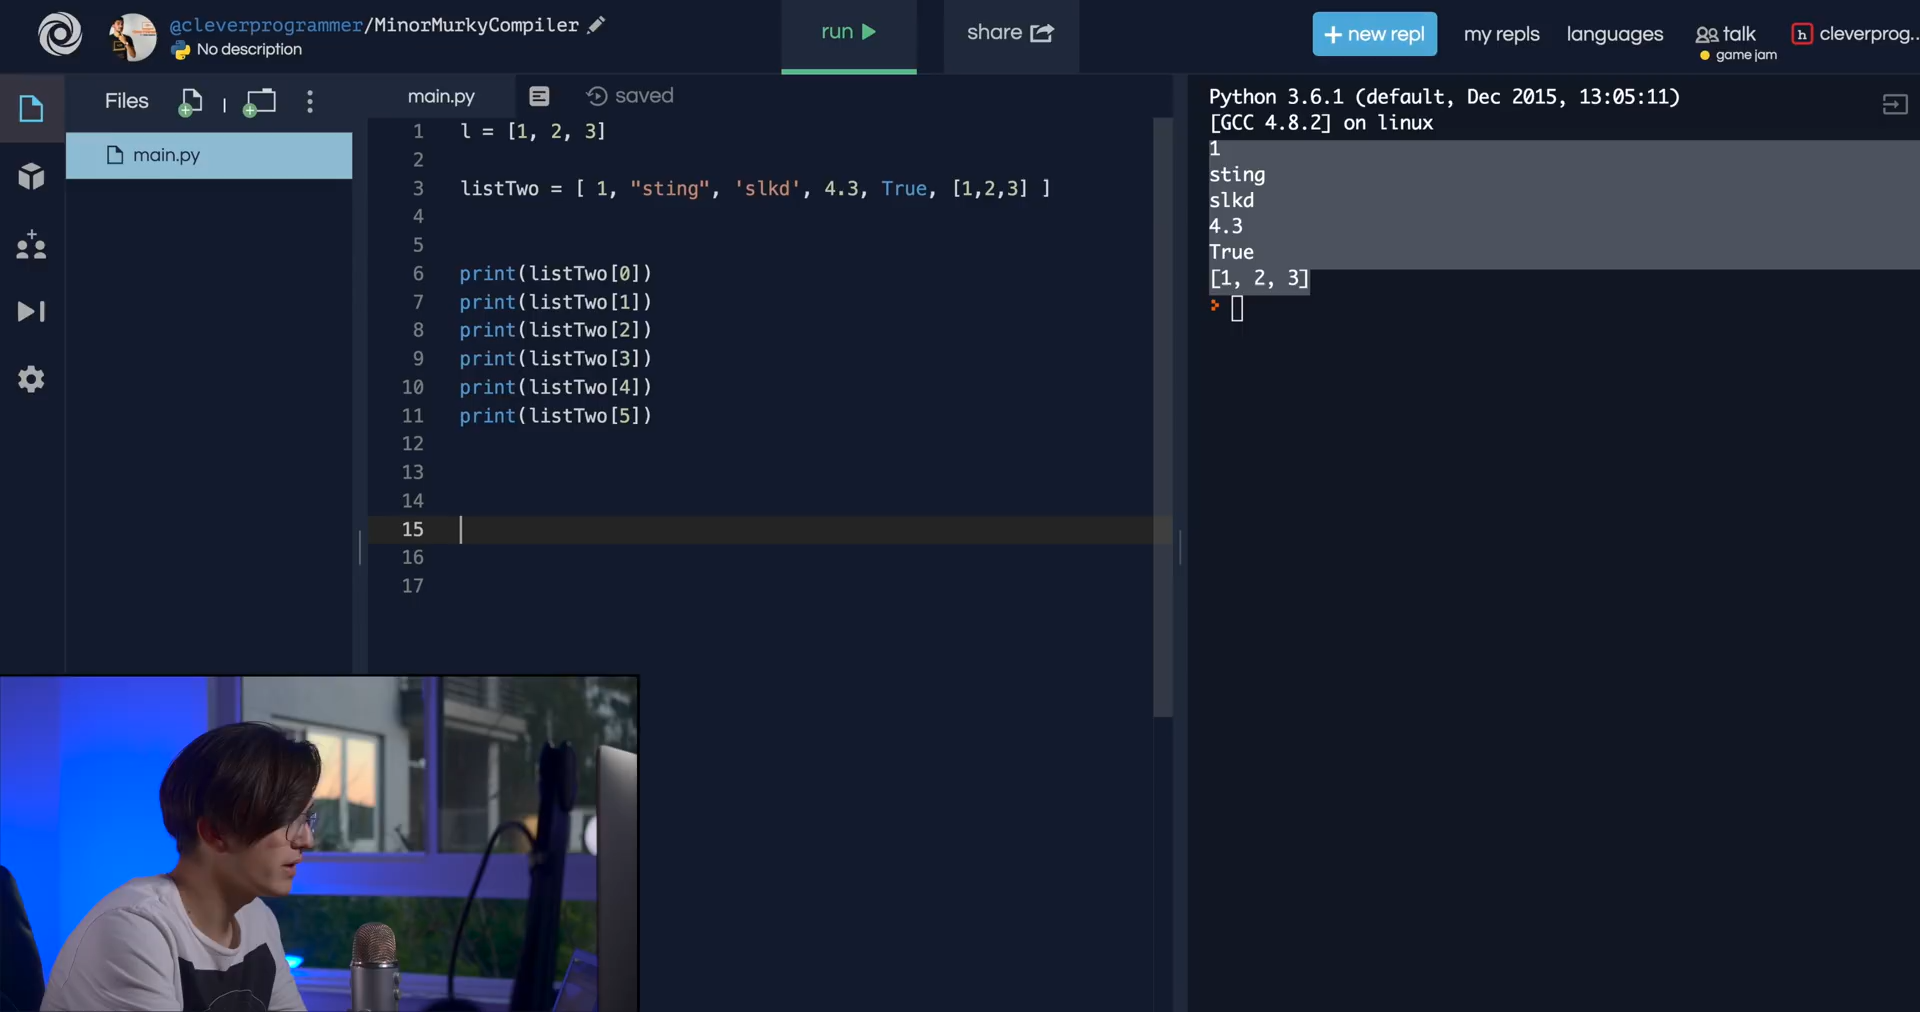 @cleverprogrammer/MinorMurkyCompiler
No description
run
share
+ new repl
my repls
languages
talk
game jam
h
cleverprog..
Files
main.py
main.py
saved
1 l = [1, 2, 3]
2
3 listTwo = [ 1, "sting", 'slkd', 4.3, True, [1,2,3] ]
4
5
6 print(listTwo[0])
7 print(listTwo[1])
8 print(listTwo[2])
9 print(listTwo[3])
10 print(listTwo[4])
11 print(listTwo[5])
12
13
14
15
16
17
Python 3.6.1 (default, Dec 2015, 13:05:11)
[GCC 4.8.2] on linux
1
sting
slkd
4.3
True
[1, 2, 3]